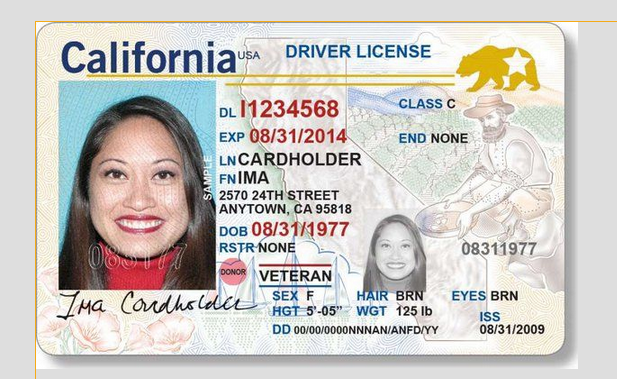 California USA DRIVER LICENSE
DL I1234568 CLASS C
EXP 08/31/2014 END NONE
LN CARDHOLDER
FN IMA
2570 24TH STREET
ANYTOWN, CA 95818
DOB 08/31/1977
RSTR NONE 08311977
SAMPLE
083177
DONOR VETERAN
Ima Cardholder
SEX F HAIR BRN EYES BRN
HGT 5'-05" WGT 125 lb ISS
DD 00/00/0000NNNAN/ANFD/YY 08/31/2009